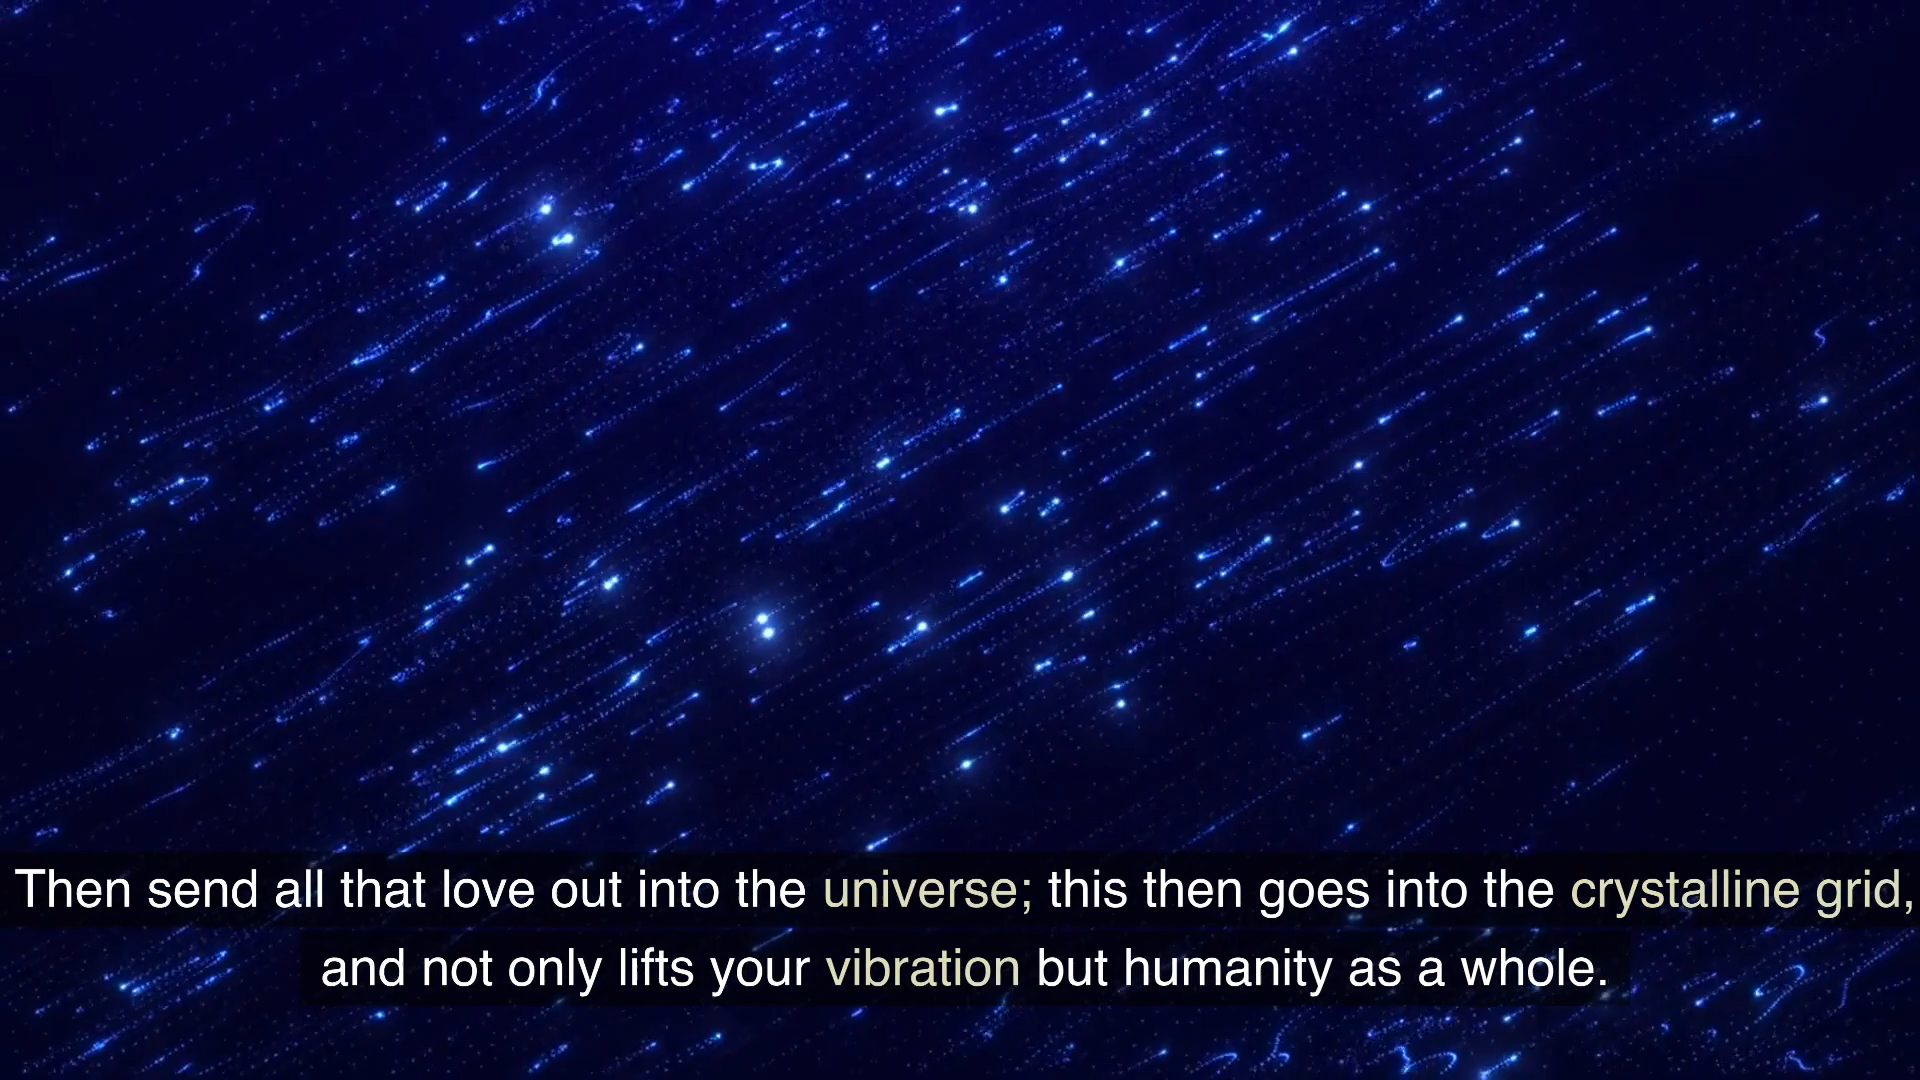 Then send all that love out into the universe; this then goes into the crystalline grid,
and not only lifts your vibration but humanity as a whole.